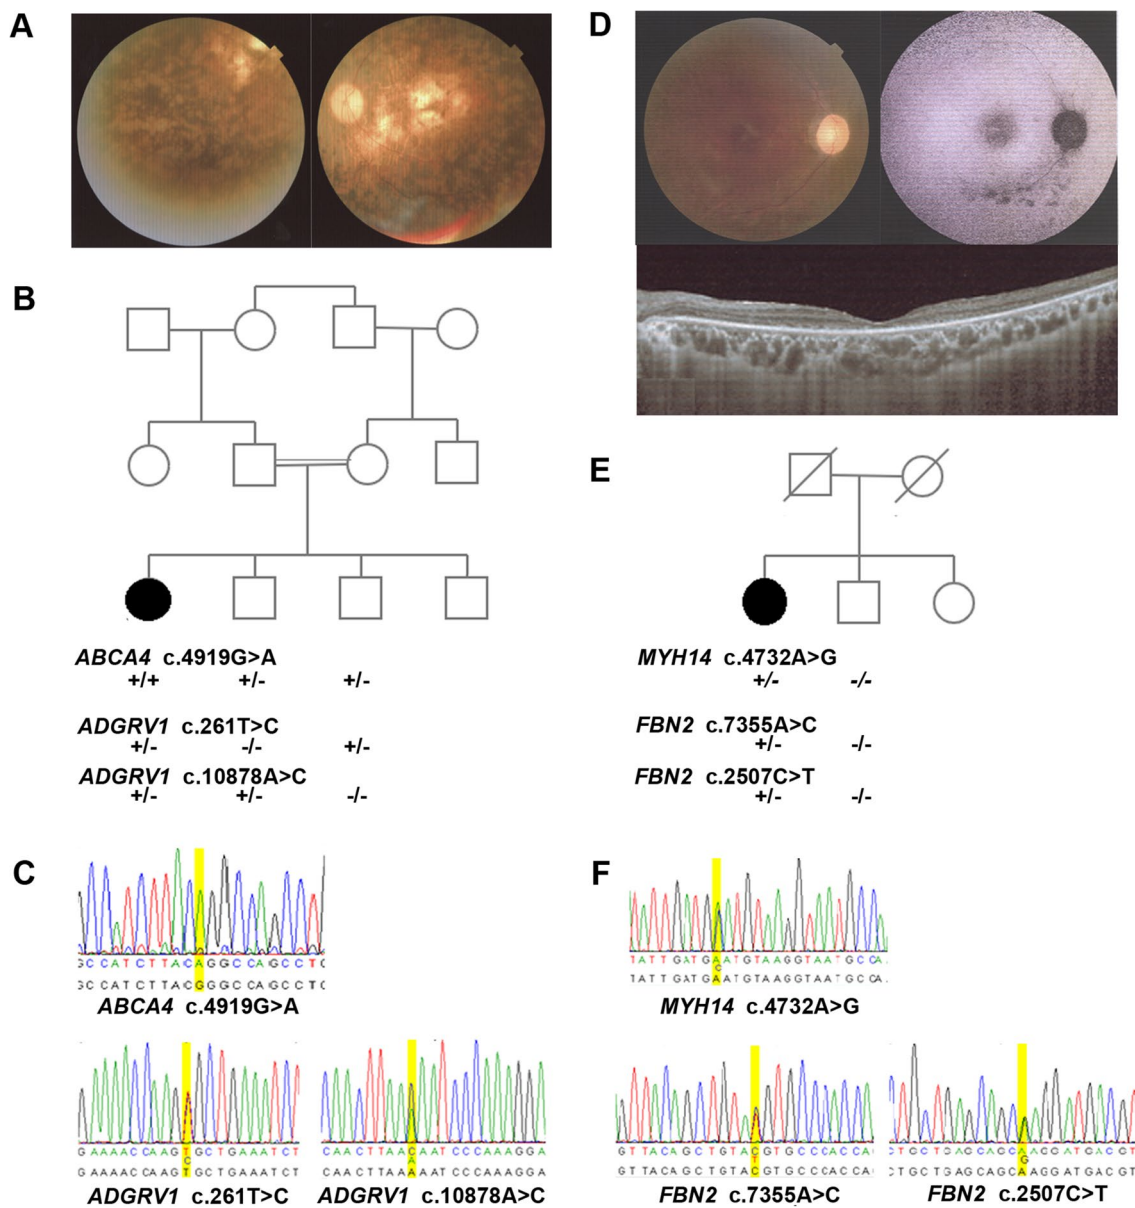 A
D
B
E
ABCA4 c.4919G>A
+/+ +/- +/-
ADGRV1 c.261T>C
+/- -/- +/-
ADGRV1 c.10878A>C
+/- +/- -/-
MYH14 c.4732A>G
+/- -/-
FBN2 c.7355A>C
+/- -/-
FBN2 c.2507C>T
+/- -/-
C
GCCATCTTACAGGCCAGCCTC
GCCATCTTACGGGCCAGCCTC
ABCA4 c.4919G>A
GAAAACCAAGTGCTGAAATCT
C
GAAAACCAAGTGCTGAAATCT
ADGRV1 c.261T>C
CAACTTAACAATCCCAAAGGA
A
CAACTTAAAAATCCCAAAGGA
ADGRV1 c.10878A>C
F
TATTGATGAATGTAAGGTAATGCCA
TATTGATGAATGTAAGGTAATGCCA
MYH14 c.4732A>G
GTTACAGCTGTACGTGCCCACCA
T
FBN2 c.7355A>C
G
CTGCTGAGCAGCAAGGATGACGT
FBN2 c.2507C>T